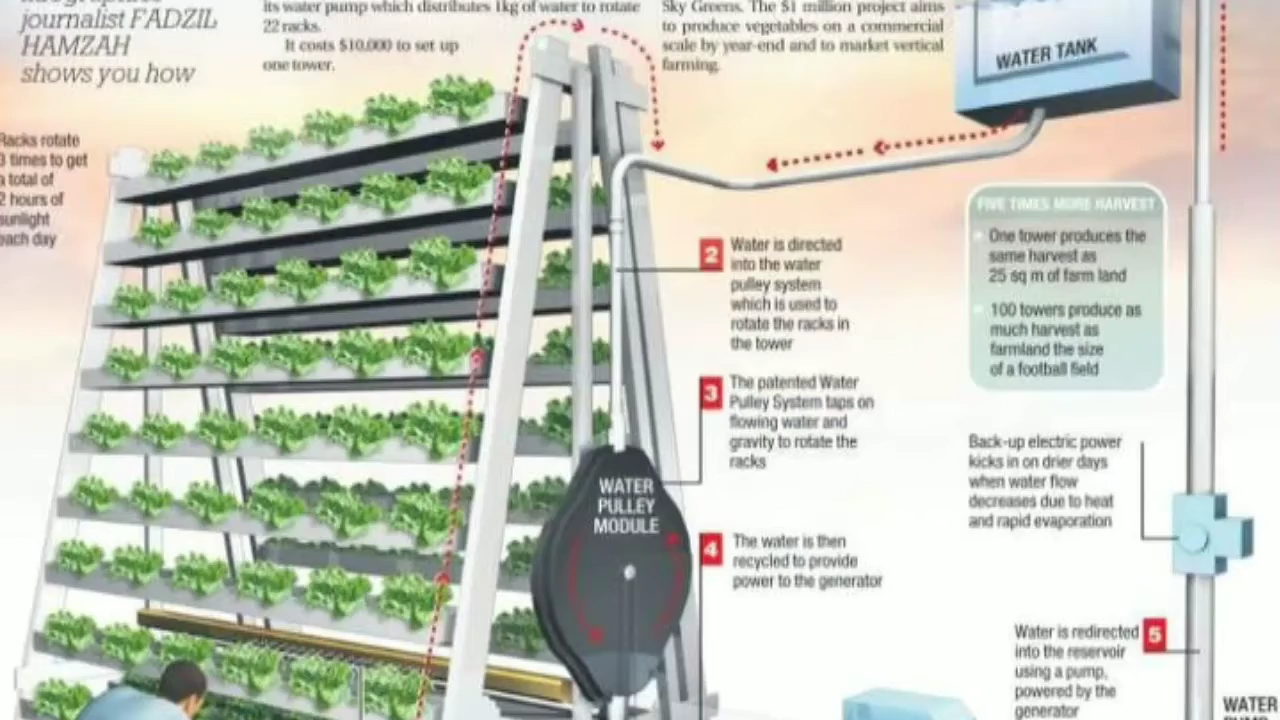 journalist FADZIL
HAMZAH
shows you how
its water pump which distributes 1kg of water to rotate
22 racks.
It costs $10,000 to set up
one tower.
Sky Greens. The $1 million project aims
to produce vegetables on a commercial
scale by year-end and to market vertical
farming.
WATER TANK
Racks rotate
3 times to get
a total of
2 hours of
sunlight
each day
2
Water is directed
into the water
pulley system
which is used to
rotate the racks in
the tower
FIVE TIMES MORE HARVEST
One tower produces the
same harvest as
25 sq m of farm land
100 towers produce as
much harvest as
farmland the size
of a football field
3
The patented Water
Pulley System taps on
flowing water and
gravity to rotate the
racks
Back-up electric power
kicks in on drier days
when water flow
decreases due to heat
and rapid evaporation
WATER
PULLEY
MODULE
4
The water is then
recycled to provide
power to the generator
5
Water is redirected
into the reservoir
using a pump,
powered by the
generator
WATER